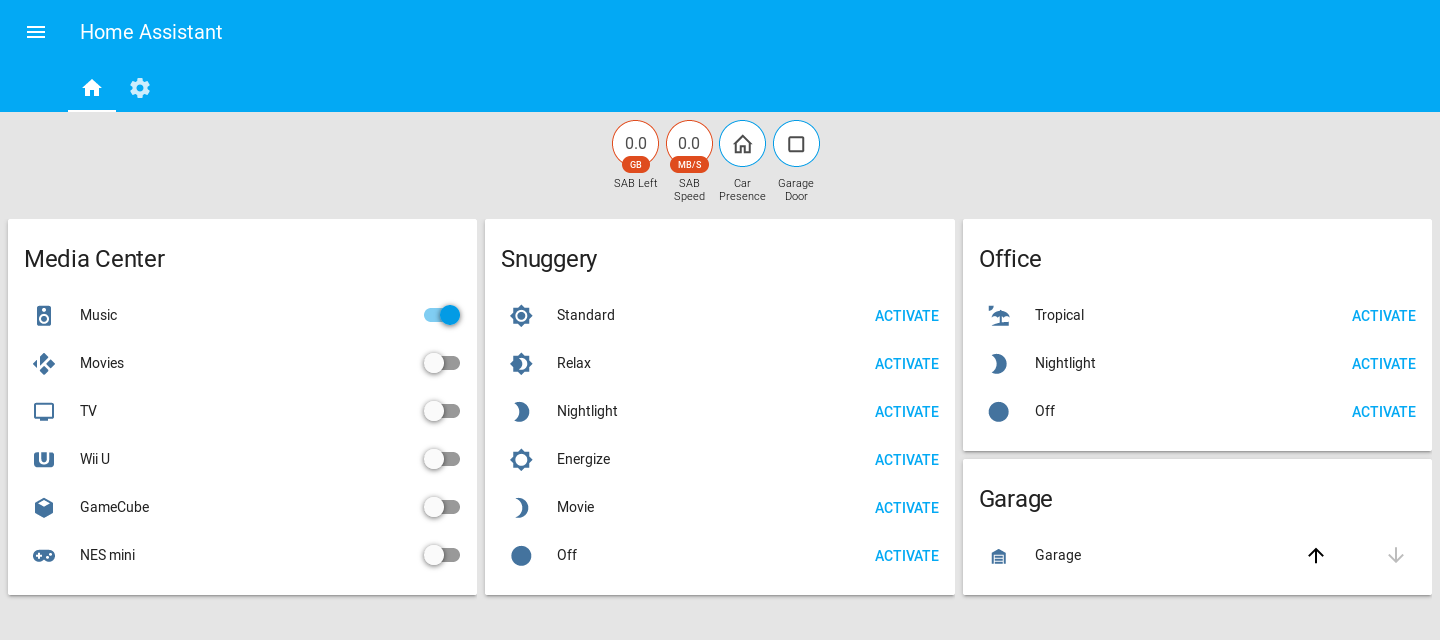 Home Assistant
0.0
GB
SAB Left
0.0
MB/S
SAB
Speed
Car
Presence
Garage
Door
Media Center
Music
Movies
TV
Wii U
GameCube
NES mini
Snuggery
Standard ACTIVATE
Relax ACTIVATE
Nightlight ACTIVATE
Energize ACTIVATE
Movie ACTIVATE
Off ACTIVATE
Office
Tropical ACTIVATE
Nightlight ACTIVATE
Off ACTIVATE
Garage
Garage